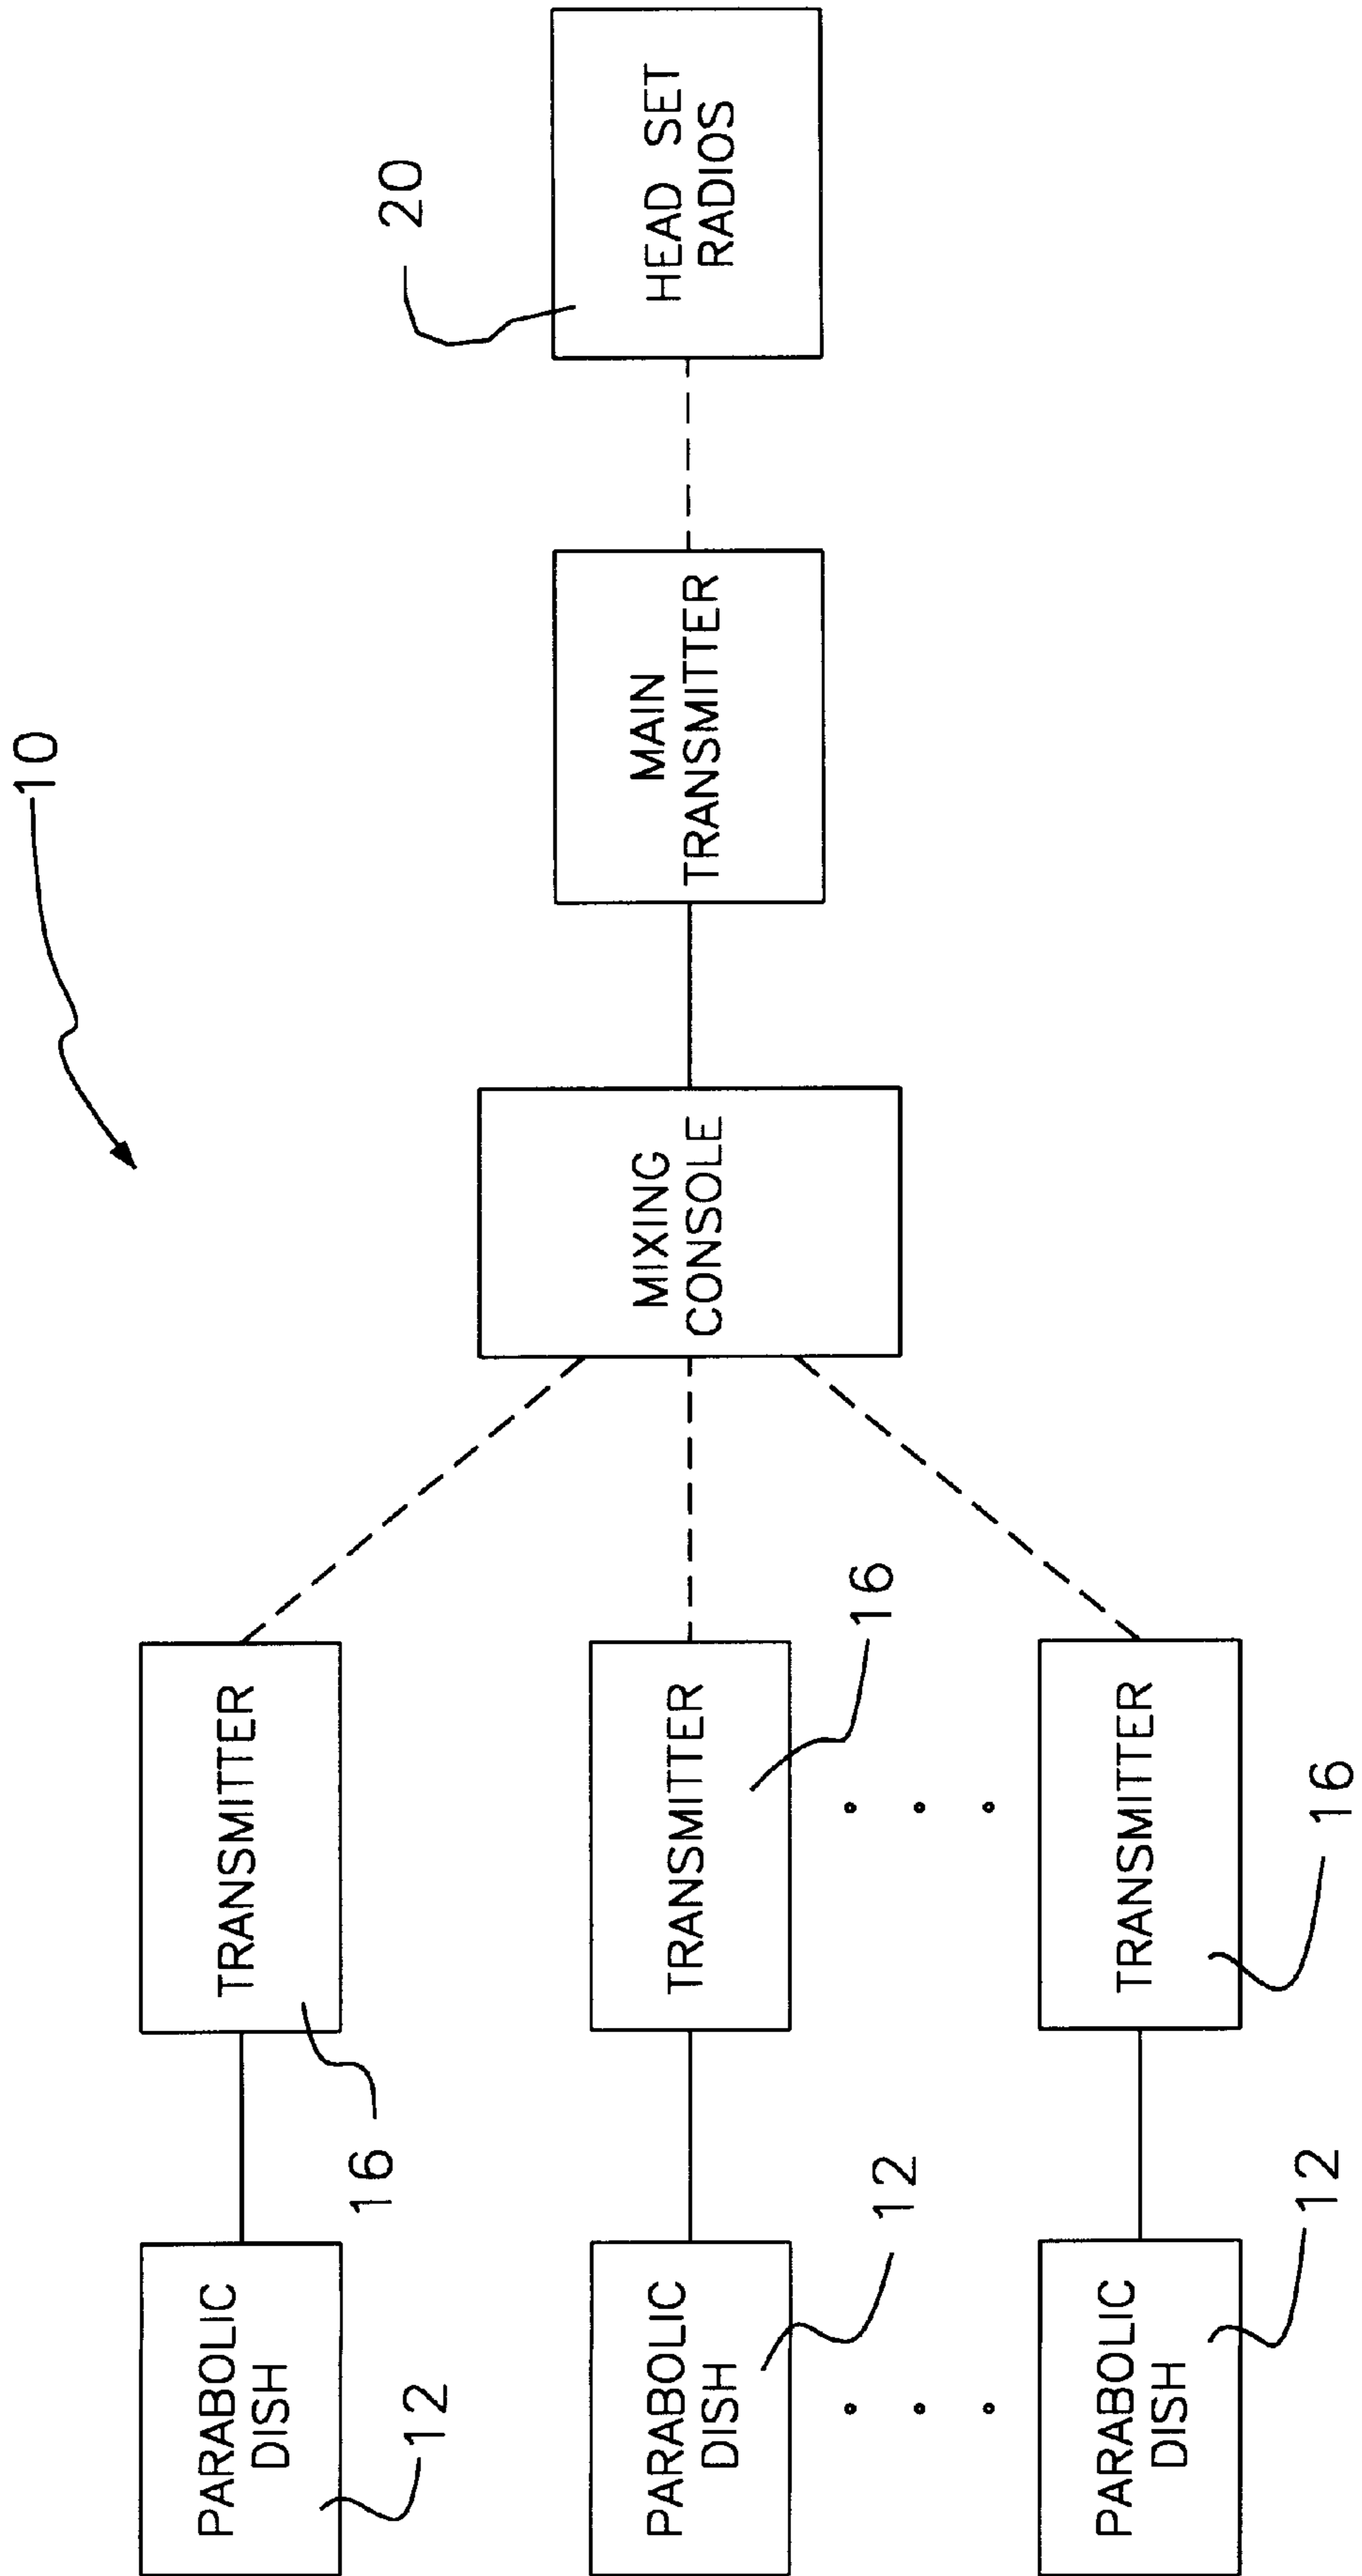 10
PARABOLIC
DISH
12
TRANSMITTER
16
PARABOLIC
DISH
12
TRANSMITTER
16
PARABOLIC
DISH
12
TRANSMITTER
16
MIXING
CONSOLE
MAIN
TRANSMITTER
HEAD SET
RADIOS
20